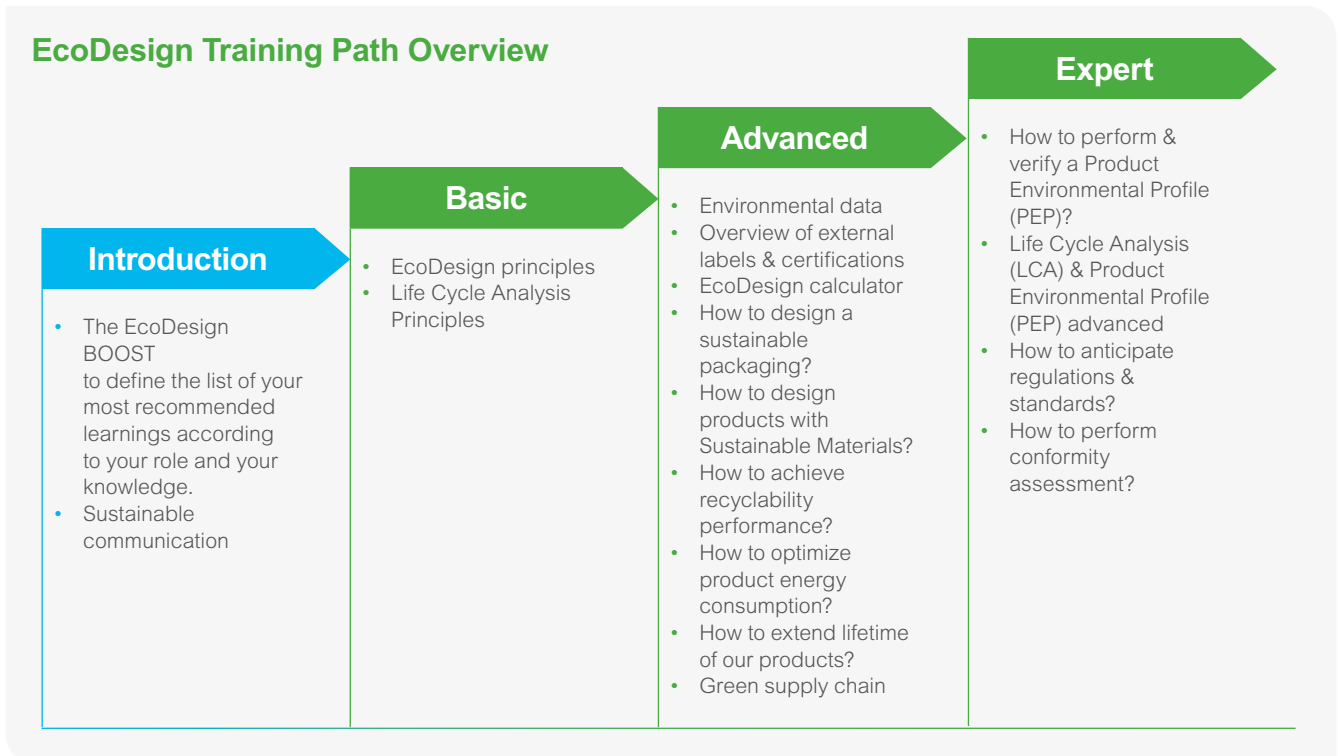 EcoDesign Training Path Overview
Introduction
• The EcoDesign
BOOST
to define the list of your
most recommended
learnings according
to your role and your
knowledge.
• Sustainable
communication
Basic
• EcoDesign principles
• Life Cycle Analysis
Principles
Advanced
• Environmental data
• Overview of external
labels & certifications
• EcoDesign calculator
• How to design a
sustainable
packaging?
• How to design
products with
Sustainable Materials?
• How to achieve
recyclability
performance?
• How to optimize
product energy
consumption?
• How to extend lifetime
of our products?
• Green supply chain
Expert
• How to perform &
verify a Product
Environmental Profile
(PEP)?
• Life Cycle Analysis
(LCA) & Product
Environmental Profile
(PEP) advanced
• How to anticipate
regulations &
standards?
• How to perform
conformity
assessment?